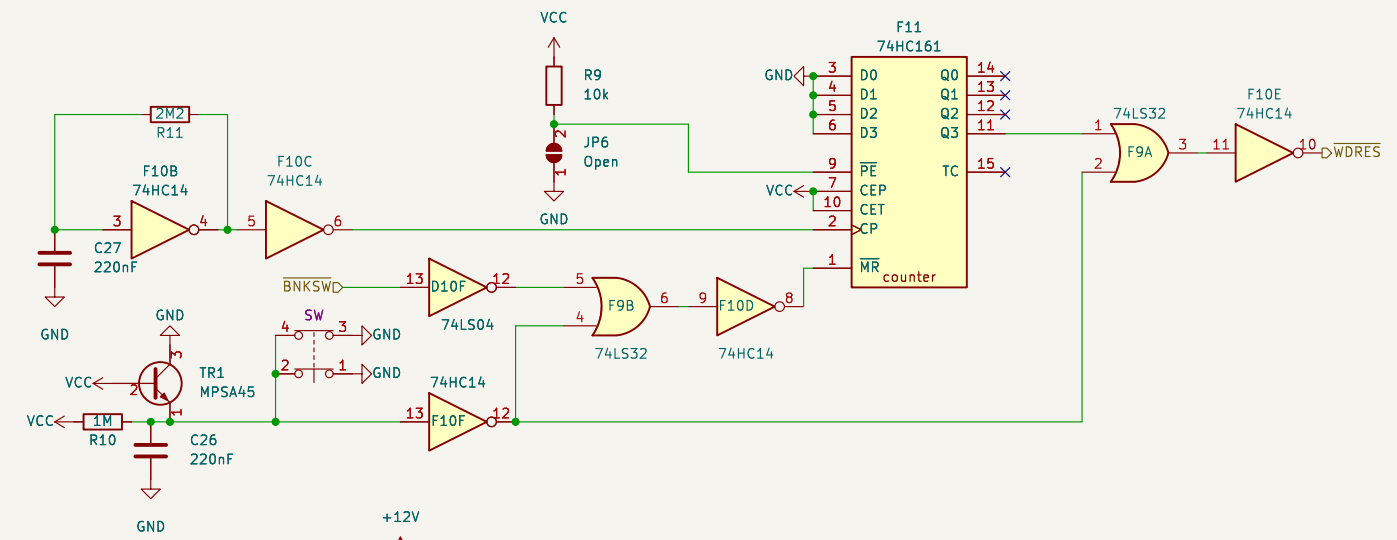 VCC
R9
10k
2
JP6
Open
1
GND
F11
74HC161
GND
3
4
5
6
9
7
10
2
1
D0
D1
D2
D3
PE
CEP
CET
CP
MR
Q0
Q1
Q2
Q3
TC
14
13
12
11
15
counter
VCC
74LS32
1
2
F9A
3
F10E
74HC14
11
10
WDRES
2M2
R11
F10B
74HC14
3
4
F10C
74HC14
5
6
C27
220nF
GND
BNKSW
13
D10F
12
74LS04
5
4
F9B
6
74LS32
9
F10D
8
74HC14
GND
3
TR1
MPSA45
VCC
2
1
SW
4
3
GND
2
1
GND
VCC
1M
R10
C26
220nF
GND
74HC14
13
F10F
12
+12V